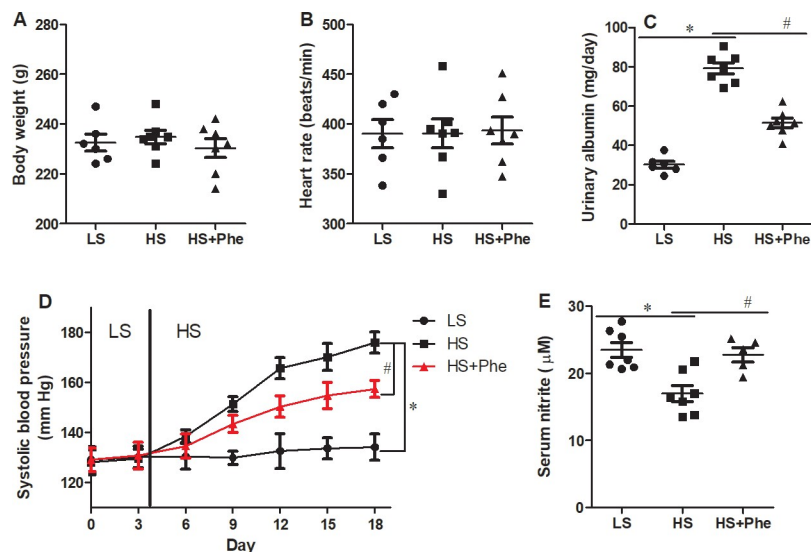 A
Body weight (g)
280
260
240
220
200
LS
HS
HS+Phe
B
Heart rate (beats/min)
500
450
400
350
300
LS
HS
HS+Phe
C
Urinary albumin (mg/day)
100
80
60
40
20
0
*
#
LS
HS
HS+Phe
D
Systolic blood pressure
(mm Hg)
180
160
140
120
LS
HS
0
3
6
9
12
15
18
Day
#
*
LS
HS
HS+Phe
E
Serum nitrite ( μM)
30
20
10
0
*
#
LS
HS
HS+Phe